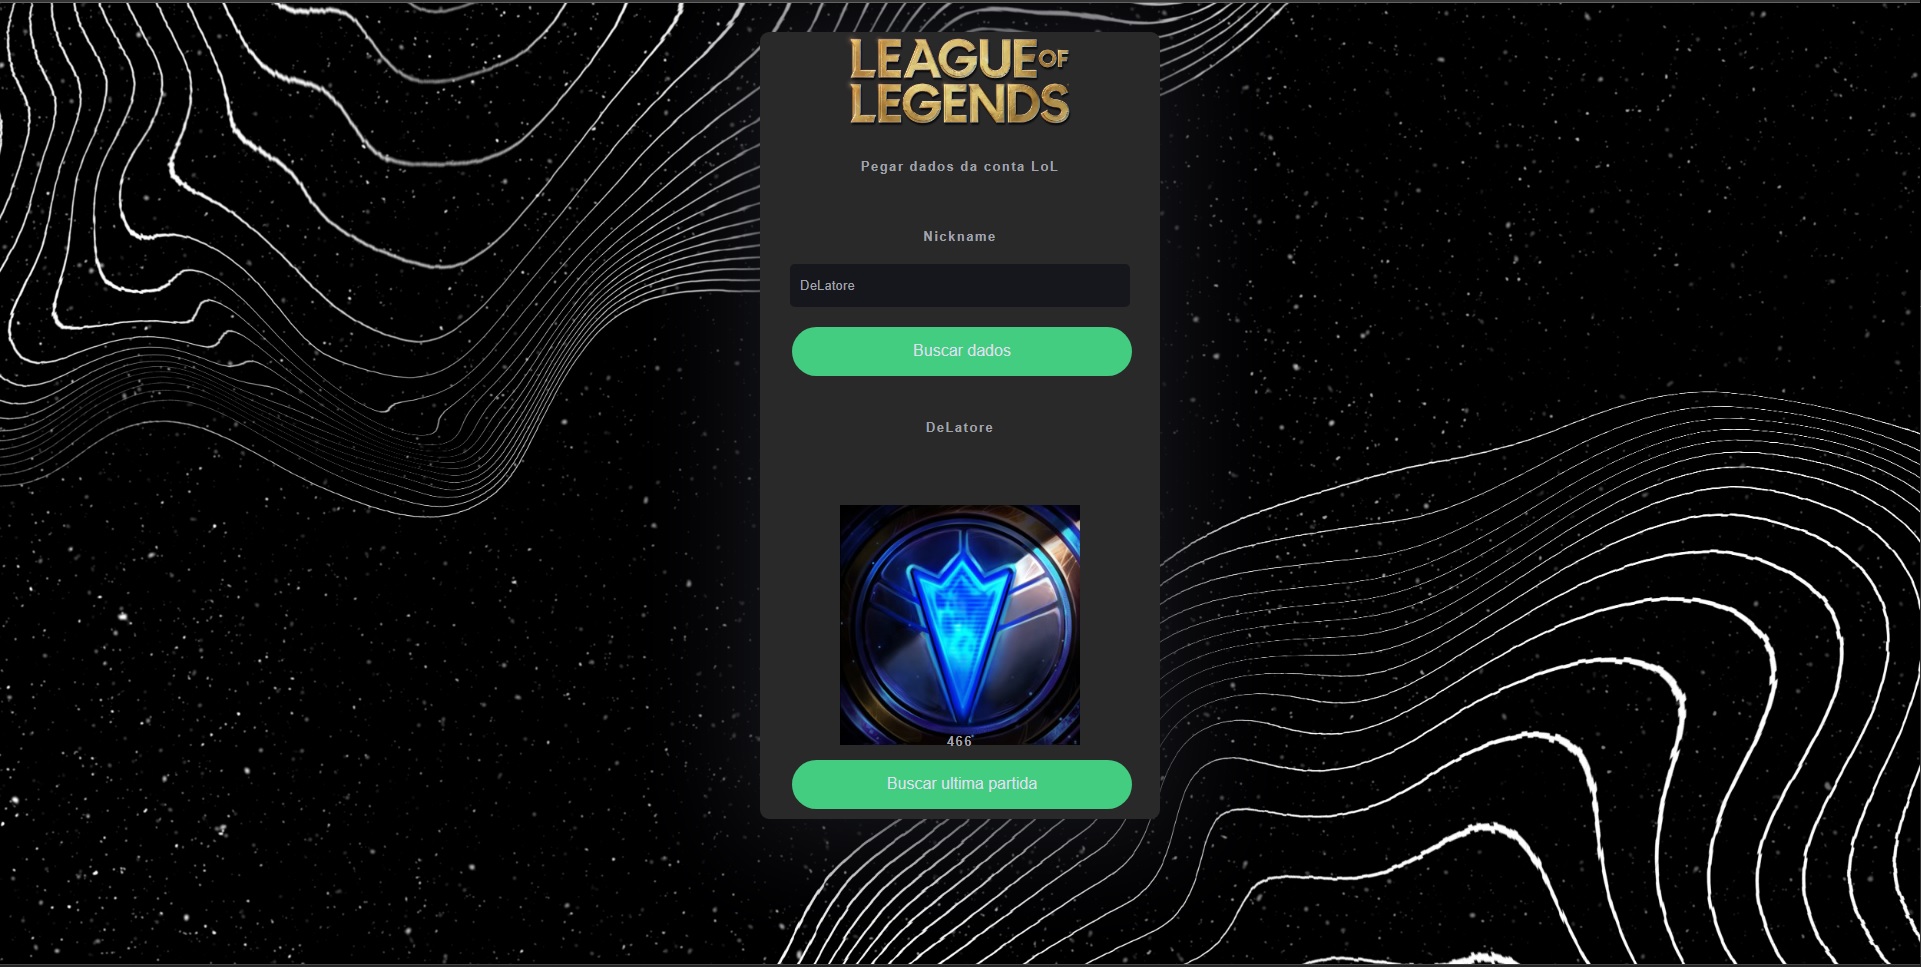 LEAGUE OF
LEGENDS
Pegar dados da conta LoL
Nickname
DeLatore
Buscar dados
DeLatore
466
Buscar ultima partida